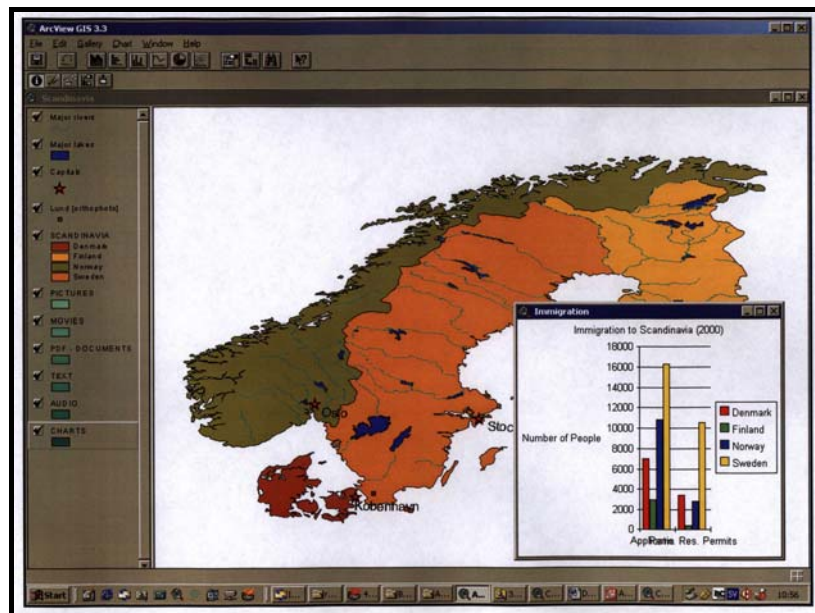 ArcView GIS 3.3
File Edit Gallery Chart Window Help
Scandinavia
Major rivers
Major lakes
Capitals
Lund (orthophoto)
SCANDINAVIA
Denmark
Finland
Norway
Sweden
PICTURES
MOVIES
PDF - DOCUMENTS
TEXT
AUDIO
CHARTS
Oslo
Stoc
København
Immigration
Immigration to Scandinavia (2000)
18000
16000
14000
12000
10000
8000
6000
4000
2000
0
Number of People
Denmark
Finland
Norway
Sweden
Res. Permits
Start
10:56